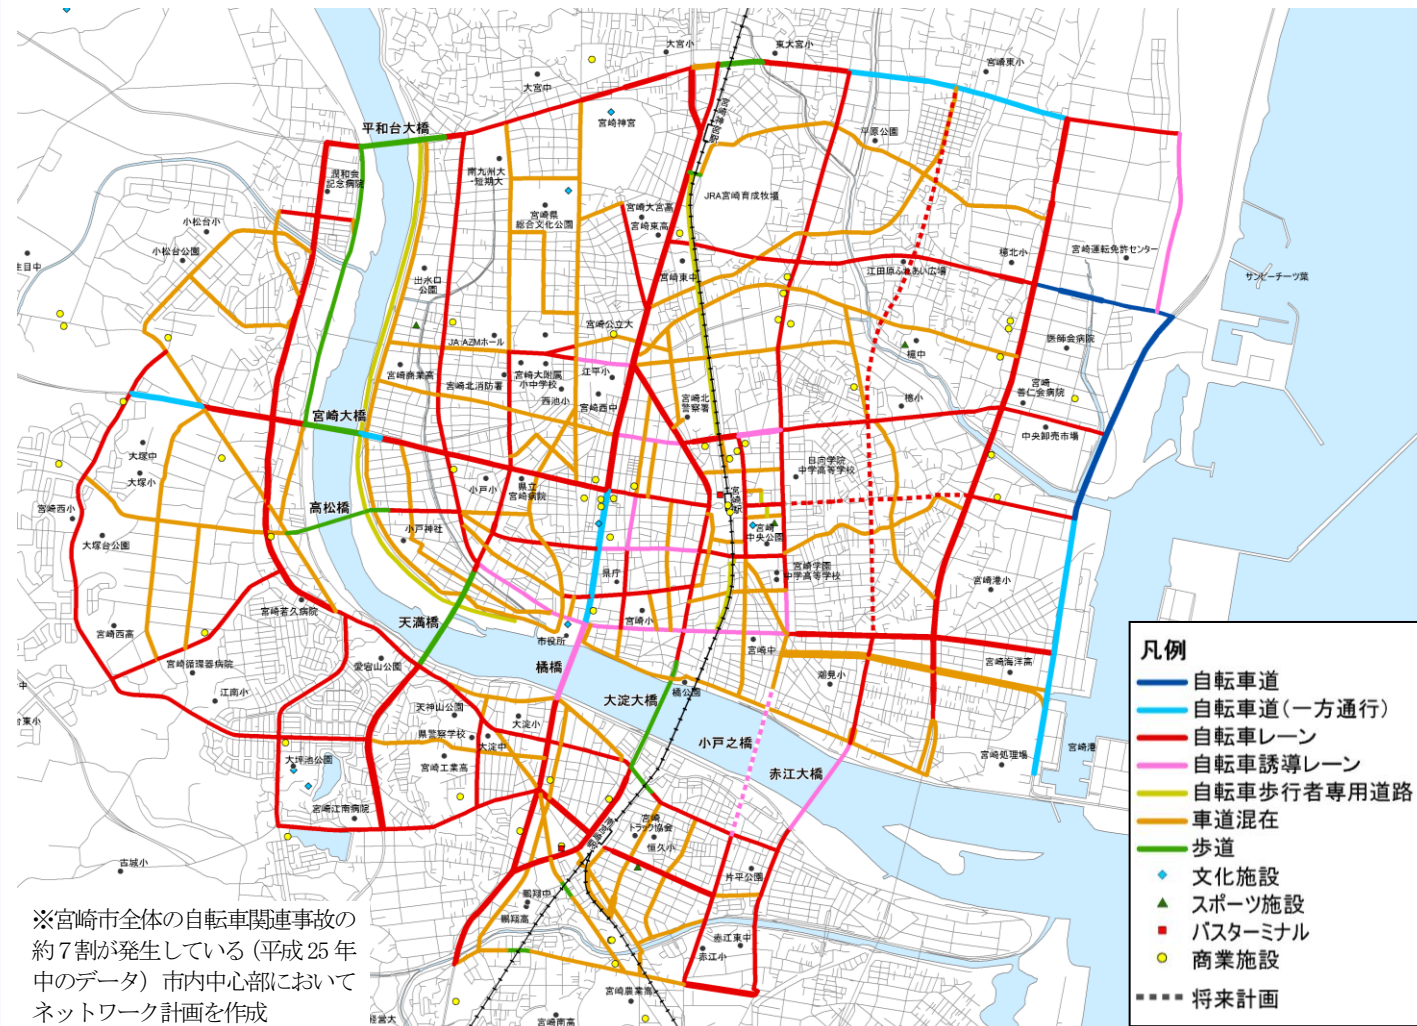 大宮小
東大宮小
宮崎東小
大宮中
宮崎神宮
平和台大橋
平原公園
潤和会
記念病院
南九州大
・短期大
JRA宮崎育成牧場
宮崎県
総合文化公園
宮崎大宮高
宮崎東高
小松台小
小松台公園
生目中
宮崎東中
檍北小
宮崎運転免許センター
江田原ふれあい広場
サンビーチ一ツ葉
出水口
公園
宮崎公立大
JA AZMホール
医師会病院
檍中
宮崎商業高
宮崎北消防署
宮崎大附属
小中学校
江平小
西池小
宮崎西中
宮崎北
警察署
檍小
宮崎
善仁会病院
宮崎大橋
中央卸売市場
大塚中
大塚小
日向学院
中学高等学校
小戸小
県立
宮崎病院
宮崎駅
高松橋
宮崎西小
小戸神社
宮崎
中央公園
大塚台公園
県庁
宮崎学園
中学高等学校
宮崎港小
宮崎若久病院
宮崎西高
天満橋
宮崎小
市役所
宮崎中
宮崎循環器病院
愛宕山公園
橘橋
宮崎海洋高
潮見小
江南小
大淀大橋
橘公園
天神山公園
大淀小
県警察学校
大淀中
小戸之橋
宮崎処理場
宮崎港
宮崎工業高
大坪池公園
赤江大橋
宮崎江南病院
宮崎
トラック協会
恒久小
古城小
片平公園
鵬翔中
鵬翔高
赤江東中
赤江小
宮崎農業高
宮崎南高
経営大
凡例
自転車道
自転車道(一方通行)
自転車レーン
自転車誘導レーン
自転車歩行者専用道路
車道混在
歩道
文化施設
スポーツ施設
バスターミナル
商業施設
将来計画
※宮崎市全体の自転車関連事故の
約７割が発生している（平成25年
中のデータ）市内中心部において
ネットワーク計画を作成